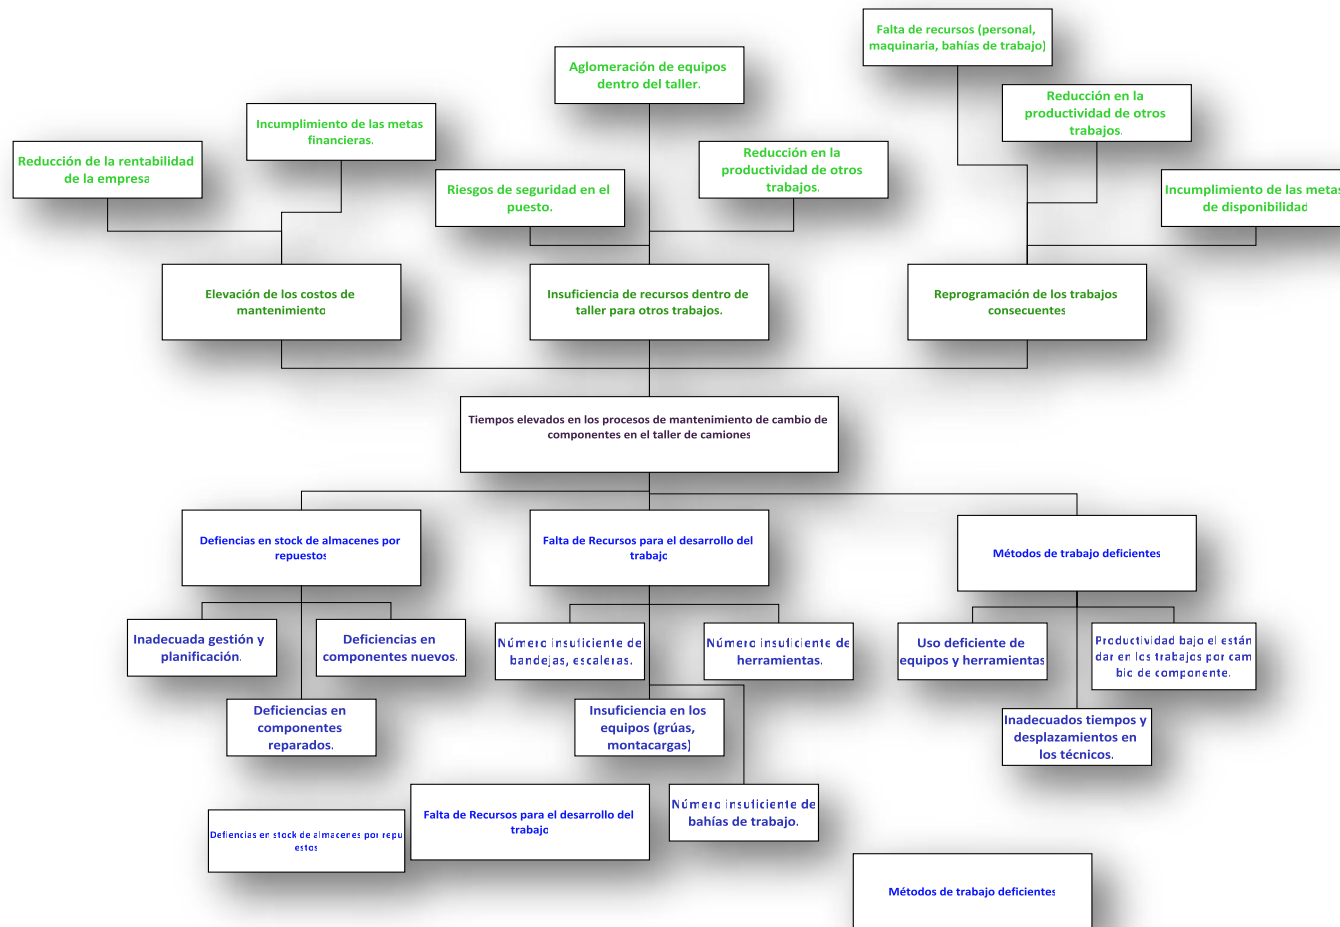 Falta de recursos (personal,
maquinaria, bahías de trabajo)
Aglomeración de equipos
dentro del taller.
Reducción en la
productividad de otros
trabajos.
Incumplimiento de las metas
financieras.
Reducción de la rentabilidad
de la empresa
Reducción en la
productividad de otros
trabajos.
Riesgos de seguridad en el
puesto.
Incumplimiento de las metas
de disponibilidad
Elevación de los costos de
mantenimiento
Insuficiencia de recursos dentro de
taller para otros trabajos.
Reprogramación de los trabajos
consecuentes
Tiempos elevados en los procesos de mantenimiento de cambio de
componentes en el taller de camiones
Defiencias en stock de almacenes por
repuestos
Falta de Recursos para el desarrollo del
trabajo
Métodos de trabajo deficientes
Inadecuada gestión y
planificación.
Deficiencias en
componentes nuevos.
Número insuficiente de
bandejas, escaleras.
Número insuficiente de
herramientas.
Uso deficiente de
equipos y herramientas
Productividad bajo el están
dar en los trabajos por cam
bio de componente.
Deficiencias en
componentes
reparados.
Insuficiencia en los
equipos (grúas,
montacargas)
Inadecuados tiempos y
desplazamientos en
los técnicos.
Número insuficiente de
bahías de trabajo.
Defiencias en stock de almacenes por repu
estos
Falta de Recursos para el desarrollo del
trabajo
Métodos de trabajo deficientes